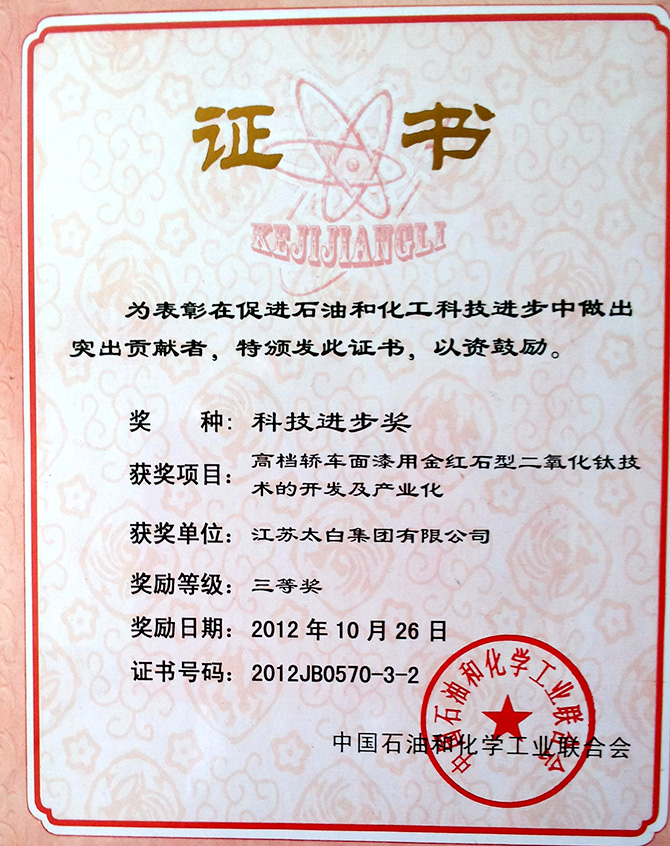 证书
KEJIJIANGLI
为表彰在促进石油和化工科技进步中做出
突出贡献者，特颁发此证书，以资鼓励。
奖 种：科技进步奖
获奖项目：高档轿车面漆用金红石型二氧化钛技
术的开发及产业化
获奖单位：江苏太白集团有限公司
奖励等级：三等奖
奖励日期：2012年10月26日
证书号码：2012JB0570-3-2
中国石油和化学工业联合会
中国石油和化学工业联合会